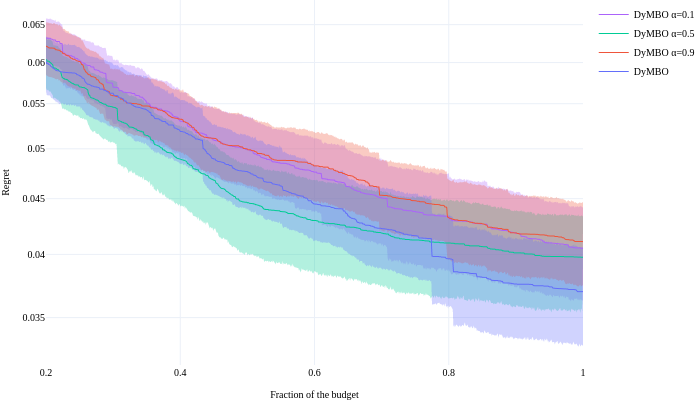 0.065
0.06
0.055
0.05
0.045
0.04
0.035
Regret
0.2
0.4
0.6
0.8
1
Fraction of the budget
DyMBO α=0.1
DyMBO α=0.5
DyMBO α=0.9
DyMBO